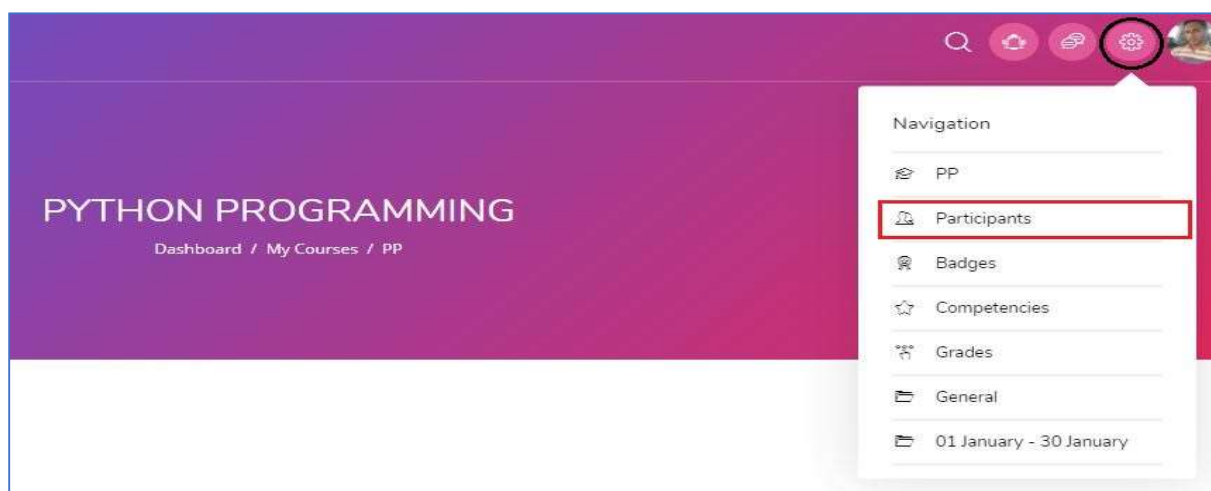 Navigation
PP
PYTHON PROGRAMMING
Participants
Dashboard / My Courses / PP
Badges
Competencies
Grades
General
01 January - 30 January